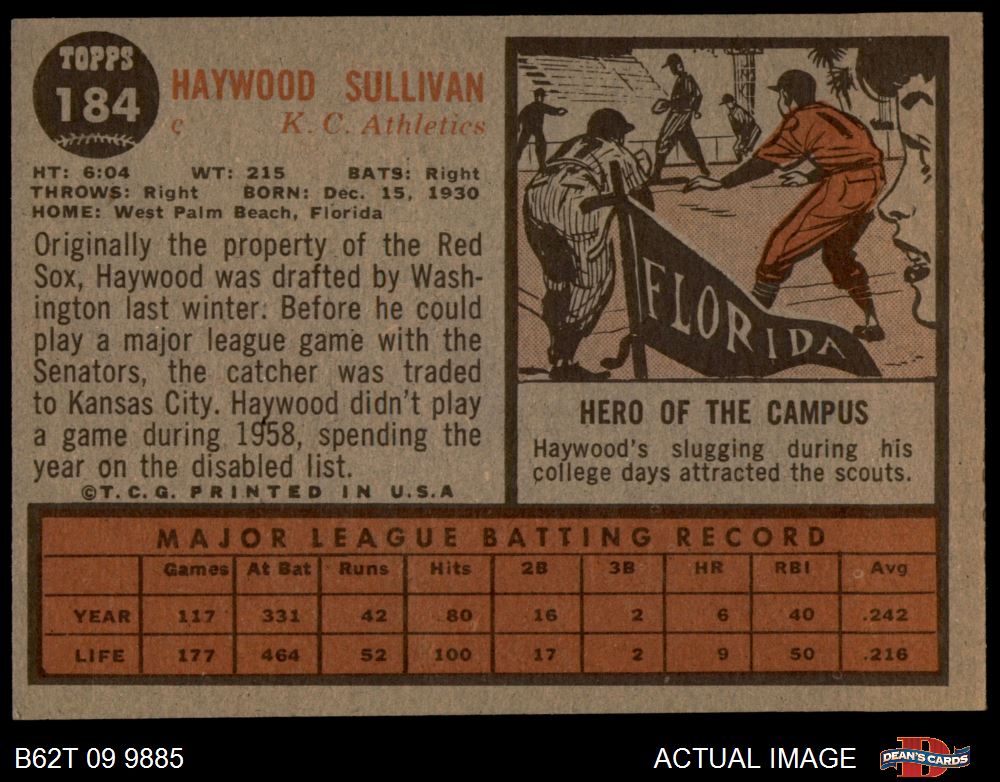 TOPPS
184
HAYWOOD SULLIVAN
c K. C. Athletics
HT: 6:04 WT: 215 BATS: Right
THROWS: Right BORN: Dec. 15, 1930
HOME: West Palm Beach, Florida
Originally the property of the Red
Sox, Haywood was drafted by Wash-
ington last winter. Before he could
play a major league game with the
Senators, the catcher was traded
to Kansas City. Haywood didn't play
a game during 1958, spending the
year on the disabled list.
©T.C.G. PRINTED IN U.S.A
FLORIDA
HERO OF THE CAMPUS
Haywood's slugging during his
college days attracted the scouts.
MAJOR LEAGUE BATTING RECORD
Games At Bat Runs Hits 2B 3B HR RBI Avg
YEAR 117 331 42 80 16 2 6 40 .242
LIFE 177 464 52 100 17 2 9 50 .216
B62T 09 9885
ACTUAL IMAGE
D
DEAN'S CARDS